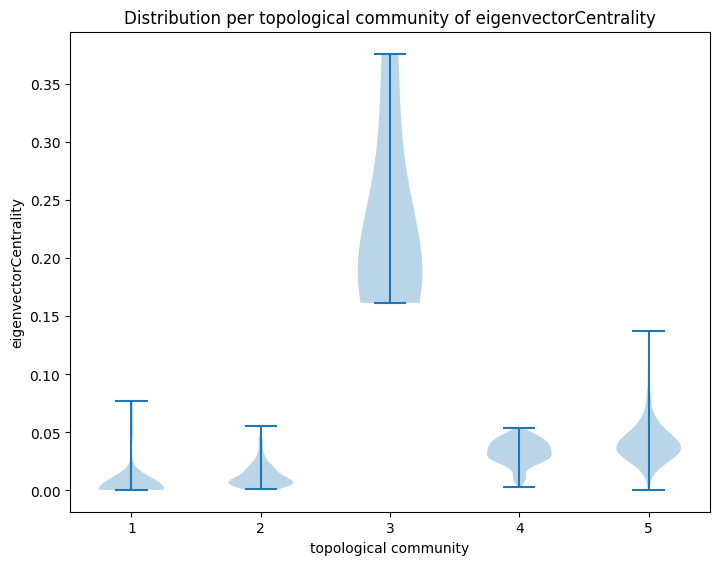 Distribution per topological community of eigenvectorCentrality
eigenvectorCentrality
0.35
0.30
0.25
0.20
0.15
0.10
0.05
0.00
1 2 3 4 5
topological community